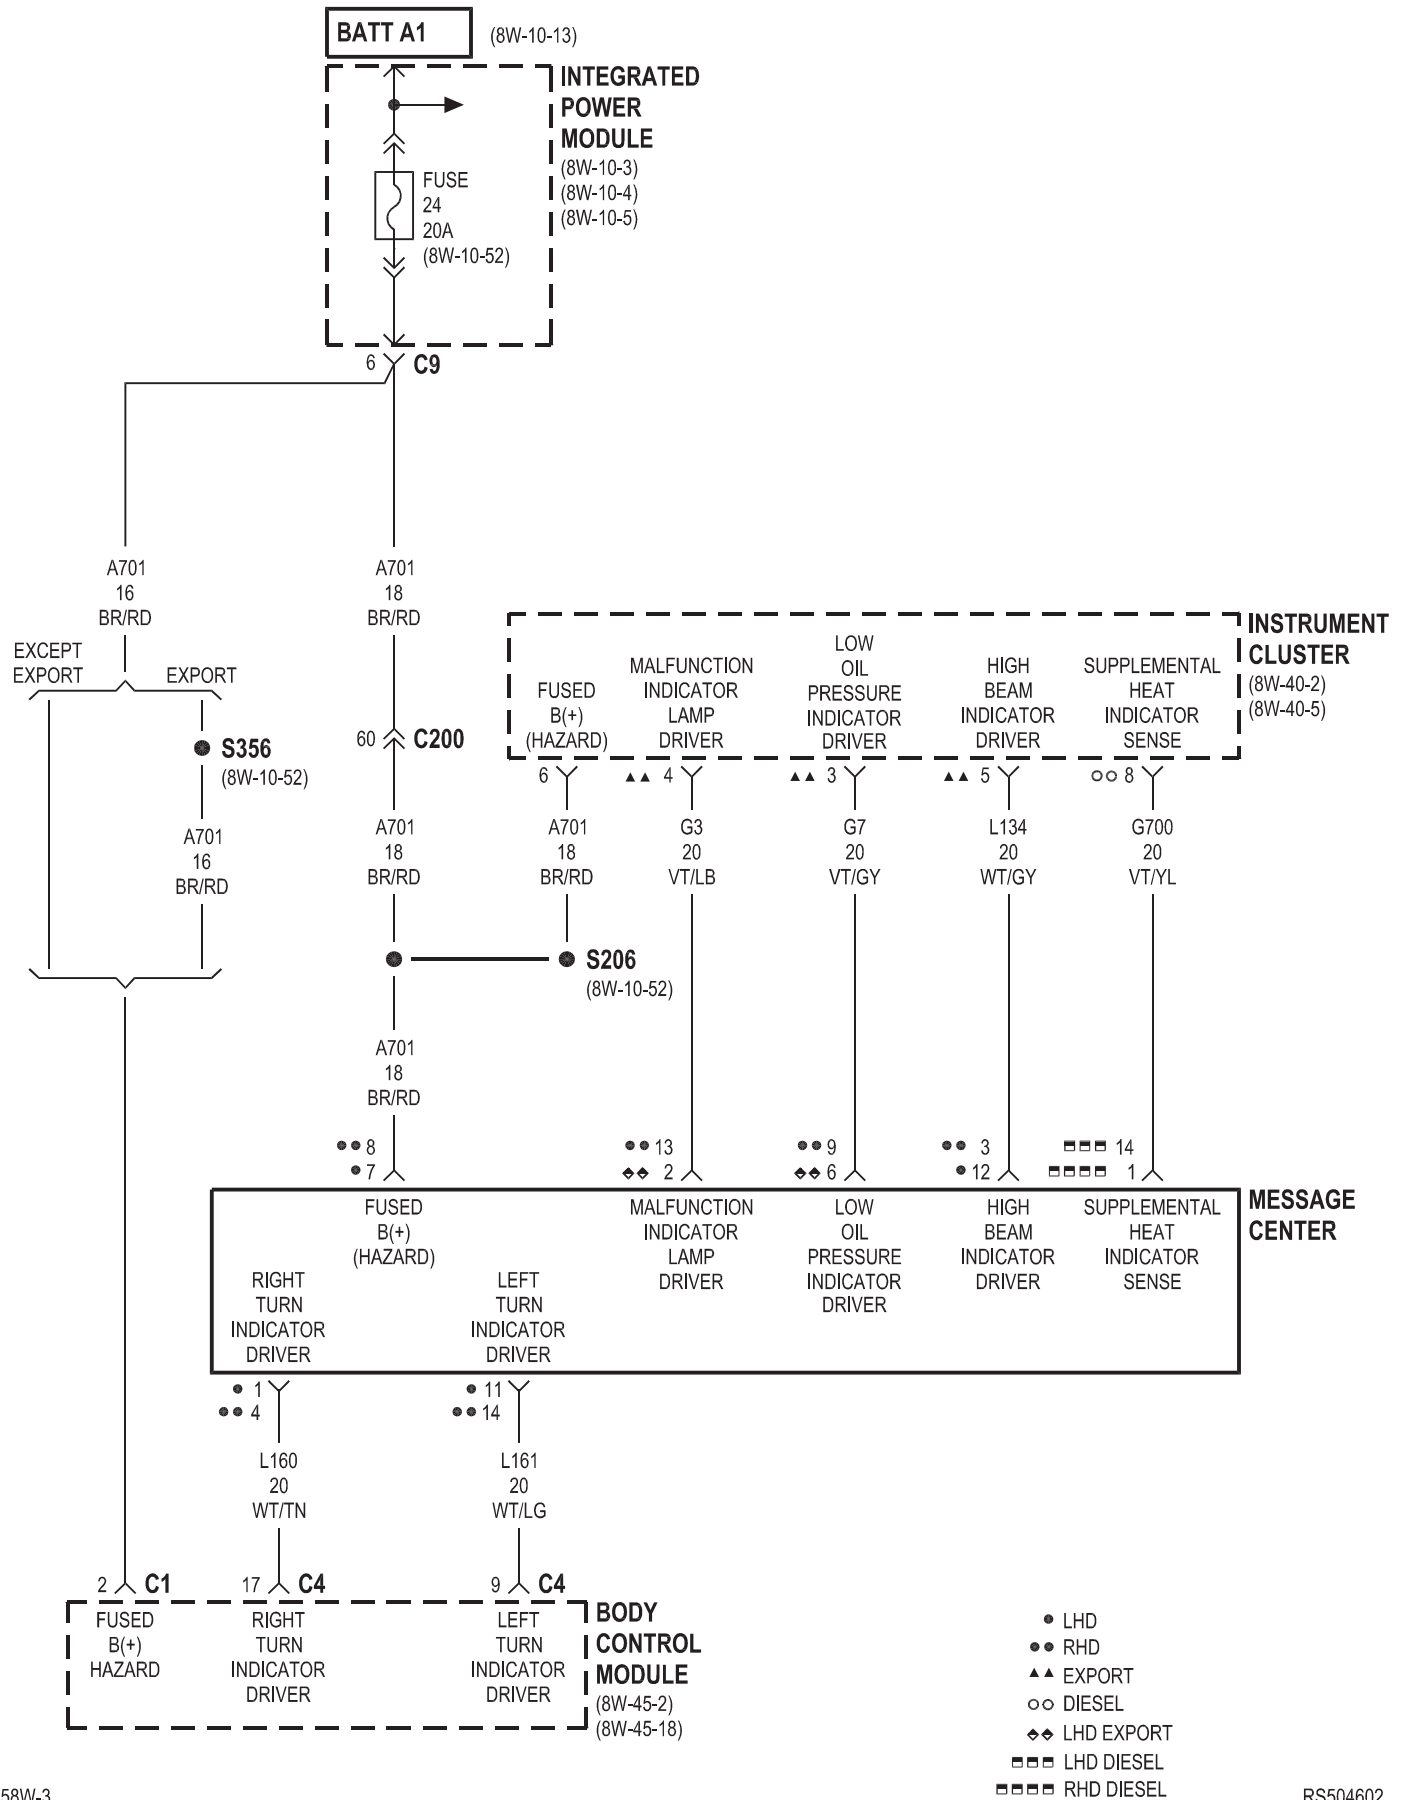 BATT A1
(8W-10-13)
INTEGRATED
POWER
MODULE
(8W-10-3)
(8W-10-4)
(8W-10-5)
FUSE
24
20A
(8W-10-52)
6
C9
A701
16
BR/RD
A701
18
BR/RD
EXCEPT
EXPORT
EXPORT
S356
(8W-10-52)
A701
16
BR/RD
60
C200
INSTRUMENT
CLUSTER
(8W-40-2)
(8W-40-5)
FUSED
B(+)
(HAZARD)
MALFUNCTION
INDICATOR
LAMP
DRIVER
LOW
OIL
PRESSURE
INDICATOR
DRIVER
HIGH
BEAM
INDICATOR
DRIVER
SUPPLEMENTAL
HEAT
INDICATOR
SENSE
6
4
3
5
8
A701
18
BR/RD
A701
18
BR/RD
G3
20
VT/LB
G7
20
VT/GY
L134
20
WT/GY
G700
20
VT/YL
S206
(8W-10-52)
A701
18
BR/RD
8
7
13
2
9
6
3
12
14
1
MESSAGE
CENTER
FUSED
B(+)
(HAZARD)
MALFUNCTION
INDICATOR
LAMP
DRIVER
LOW
OIL
PRESSURE
INDICATOR
DRIVER
HIGH
BEAM
INDICATOR
DRIVER
SUPPLEMENTAL
HEAT
INDICATOR
SENSE
RIGHT
TURN
INDICATOR
DRIVER
LEFT
TURN
INDICATOR
DRIVER
1
4
11
14
L160
20
WT/TN
L161
20
WT/LG
2
C1
17
C4
9
C4
FUSED
B(+)
HAZARD
RIGHT
TURN
INDICATOR
DRIVER
LEFT
TURN
INDICATOR
DRIVER
BODY
CONTROL
MODULE
(8W-45-2)
(8W-45-18)
LHD
RHD
EXPORT
DIESEL
LHD EXPORT
LHD DIESEL
RHD DIESEL
58W-3
RS504602